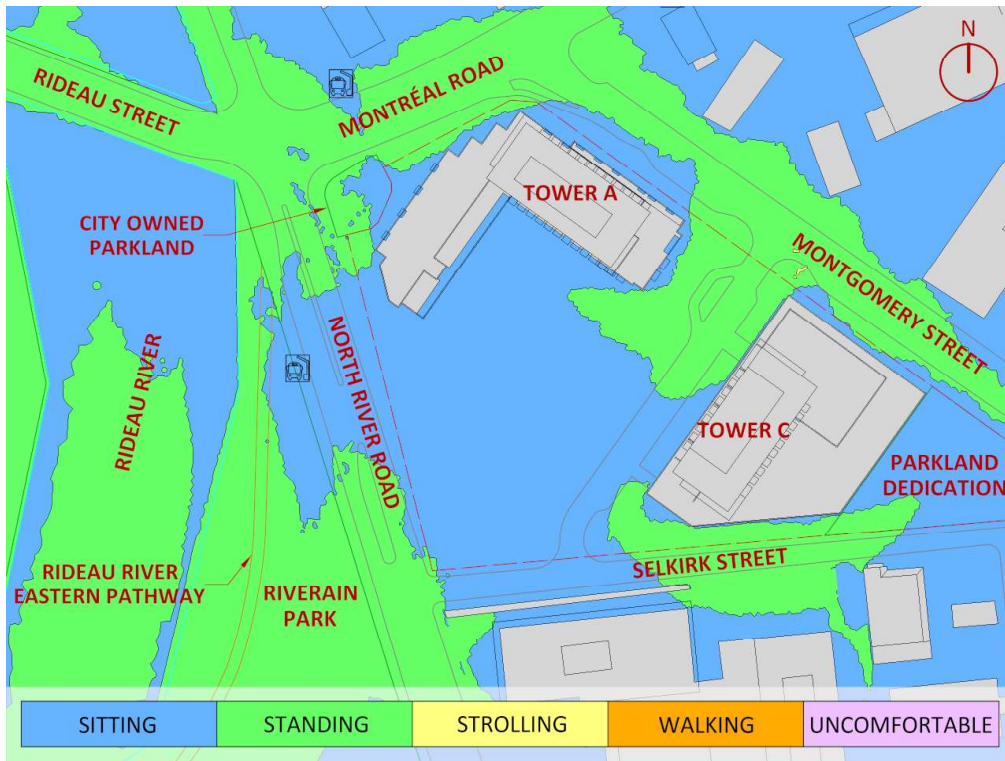 N
RIDEAU STREET
MONTRÉAL ROAD
TOWER A
CITY OWNED
PARKLAND
MONTGOMERY STREET
RIDEAU RIVER
NORTH RIVER ROAD
TOWER C
PARKLAND
DEDICATION
SELKIRK STREET
RIDEAU RIVER
EASTERN PATHWAY
RIVERAIN
PARK
SITTING
STANDING
STROLLING
WALKING
UNCOMFORTABLE